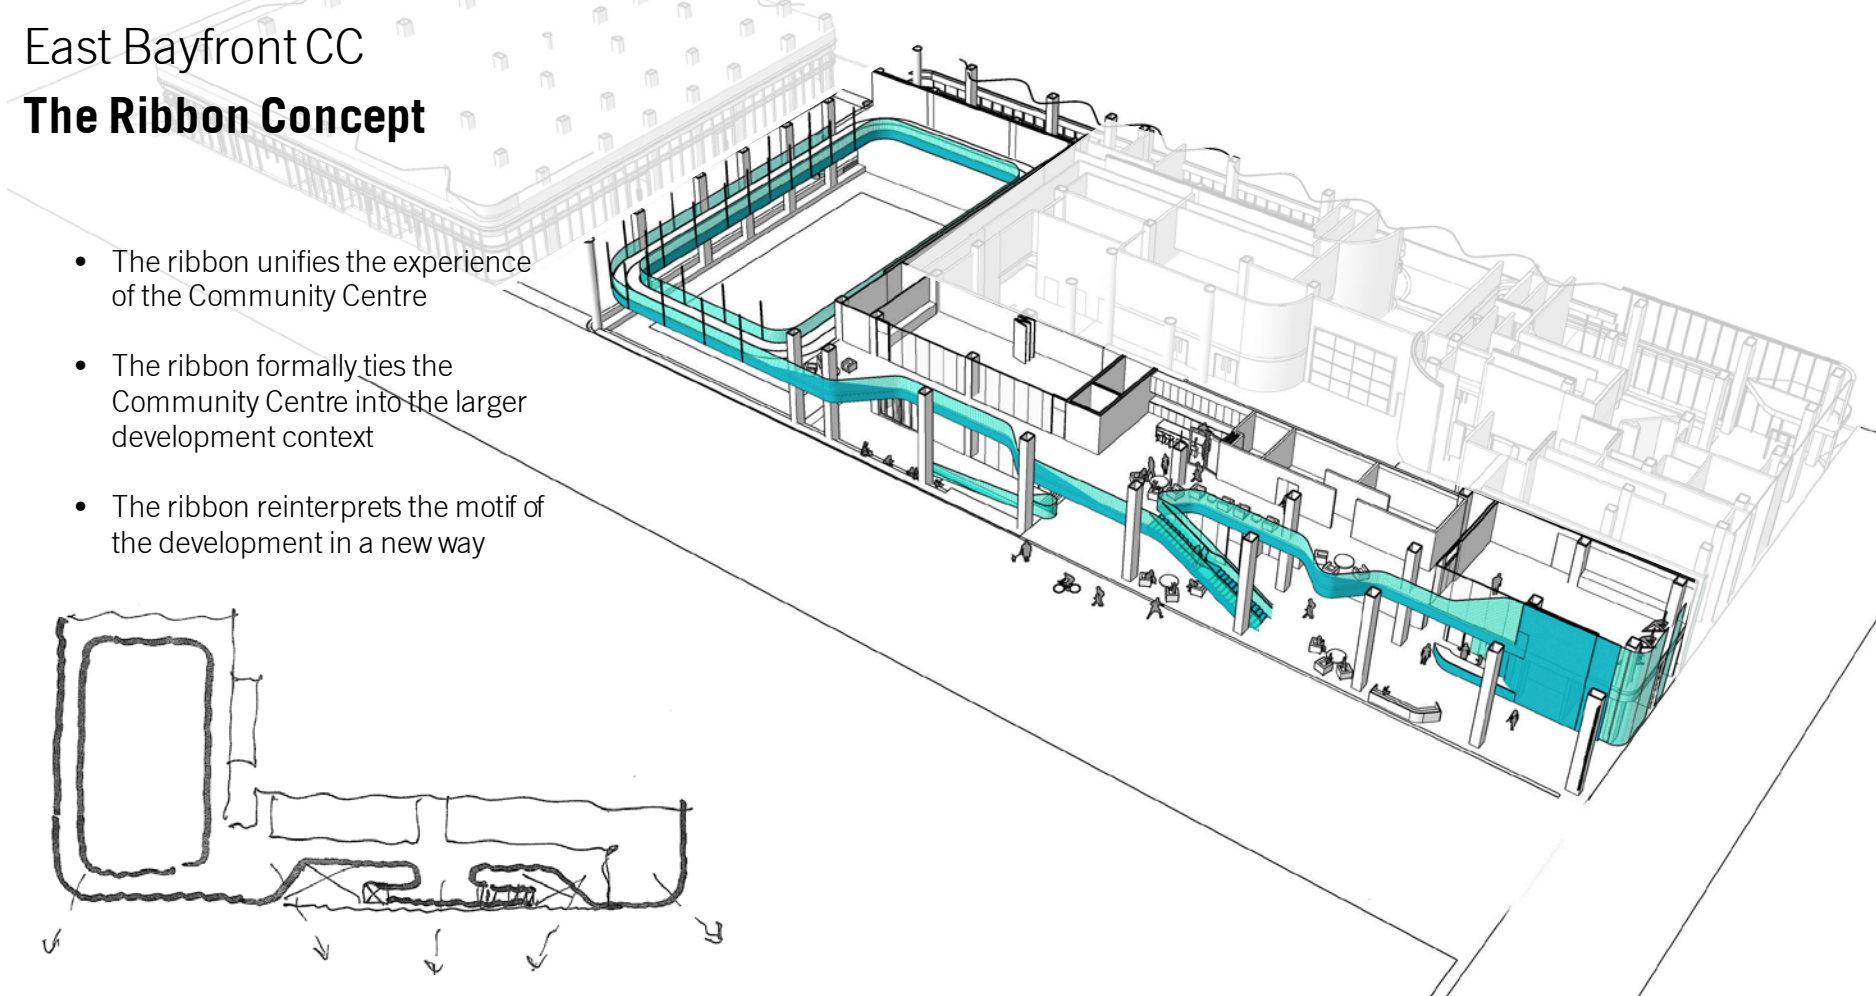 East Bayfront CC
The Ribbon Concept
• The ribbon unifies the experience
of the Community Centre
• The ribbon formally ties the
Community Centre into the larger
development context
• The ribbon reinterprets the motif of
the development in a new way